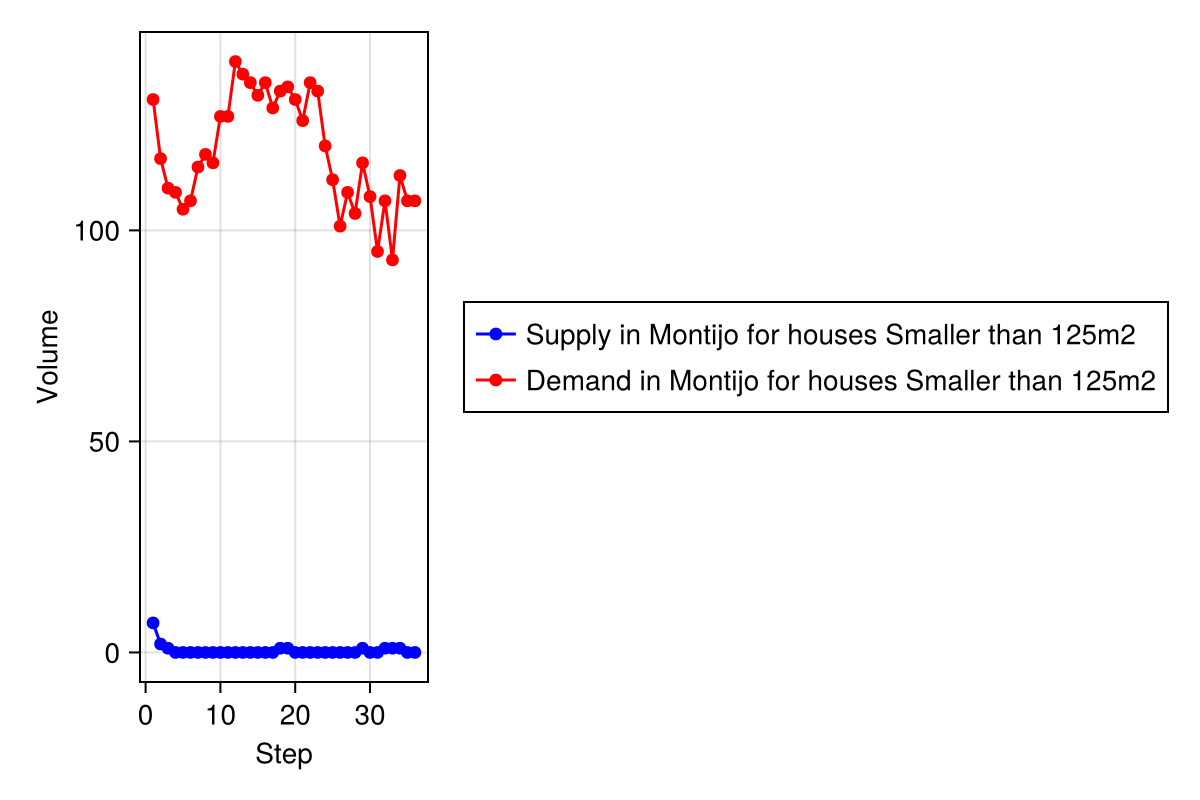 Volume
100
50
0
0 10 20 30
Step
Supply in Montijo for houses Smaller than 125m2
Demand in Montijo for houses Smaller than 125m2